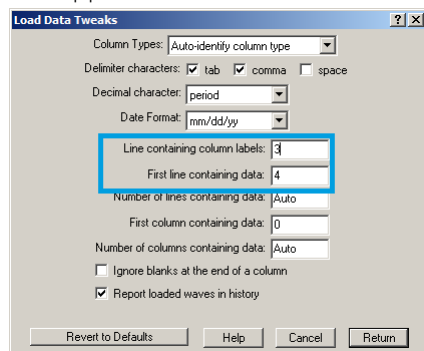 Load Data Tweaks
Column Types: Auto-identify column type
Delimiter characters: tab comma space
Decimal character: period
Date Format: mm/dd/yy
Line containing column labels: 3
First line containing data: 4
Number of lines containing data: Auto
First column containing data: 0
Number of columns containing data: Auto
Ignore blanks at the end of a column
Report loaded waves in history
Revert to Defaults Help Cancel Return